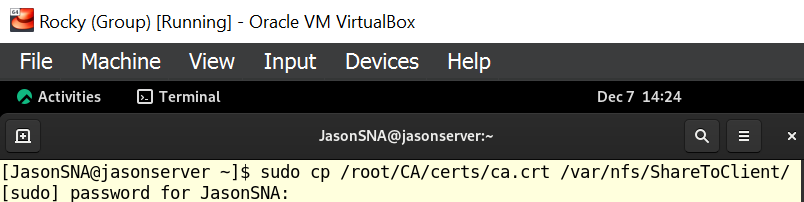 64
Rocky (Group) [Running] - Oracle VM VirtualBox
File Machine View Input Devices Help
Activities Terminal Dec 7 14:24
JasonSNA@jasonserver:~
[JasonSNA@jasonserver ~]$ sudo cp /root/CA/certs/ca.crt /var/nfs/ShareToClient/
[sudo] password for JasonSNA: